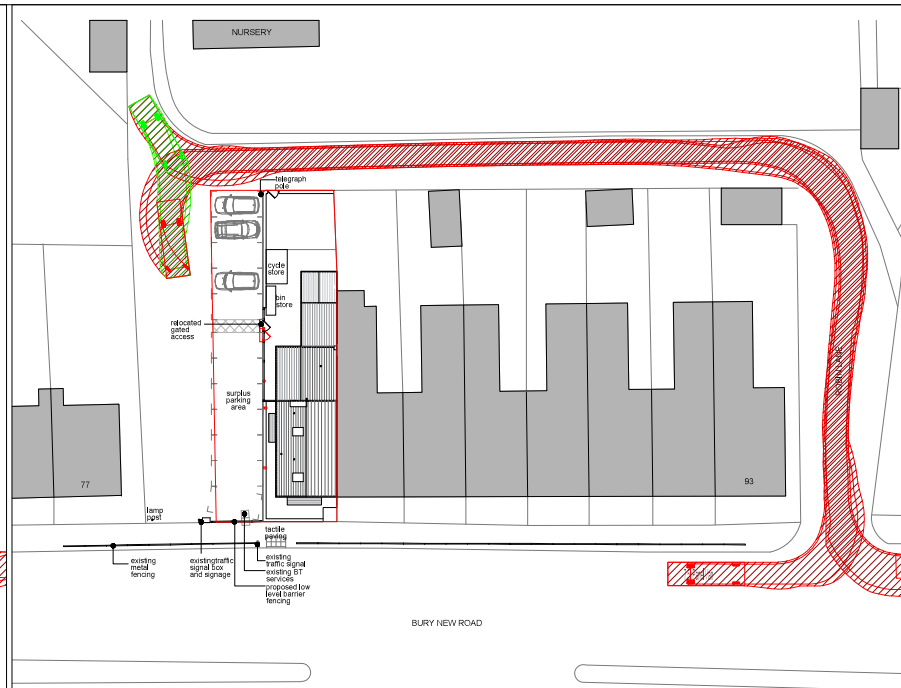 NURSERY
telegraph
pole
cycle
store
bin
store
relocated
gated
access
surplus
parking
area
77
93
lamp
post
tactile
paving
existing
metal
fencing
existingtraffic
signal box
and signage
existing
traffic signal
existing BT
services
proposed low
level barrier
fencing
BURY NEW ROAD